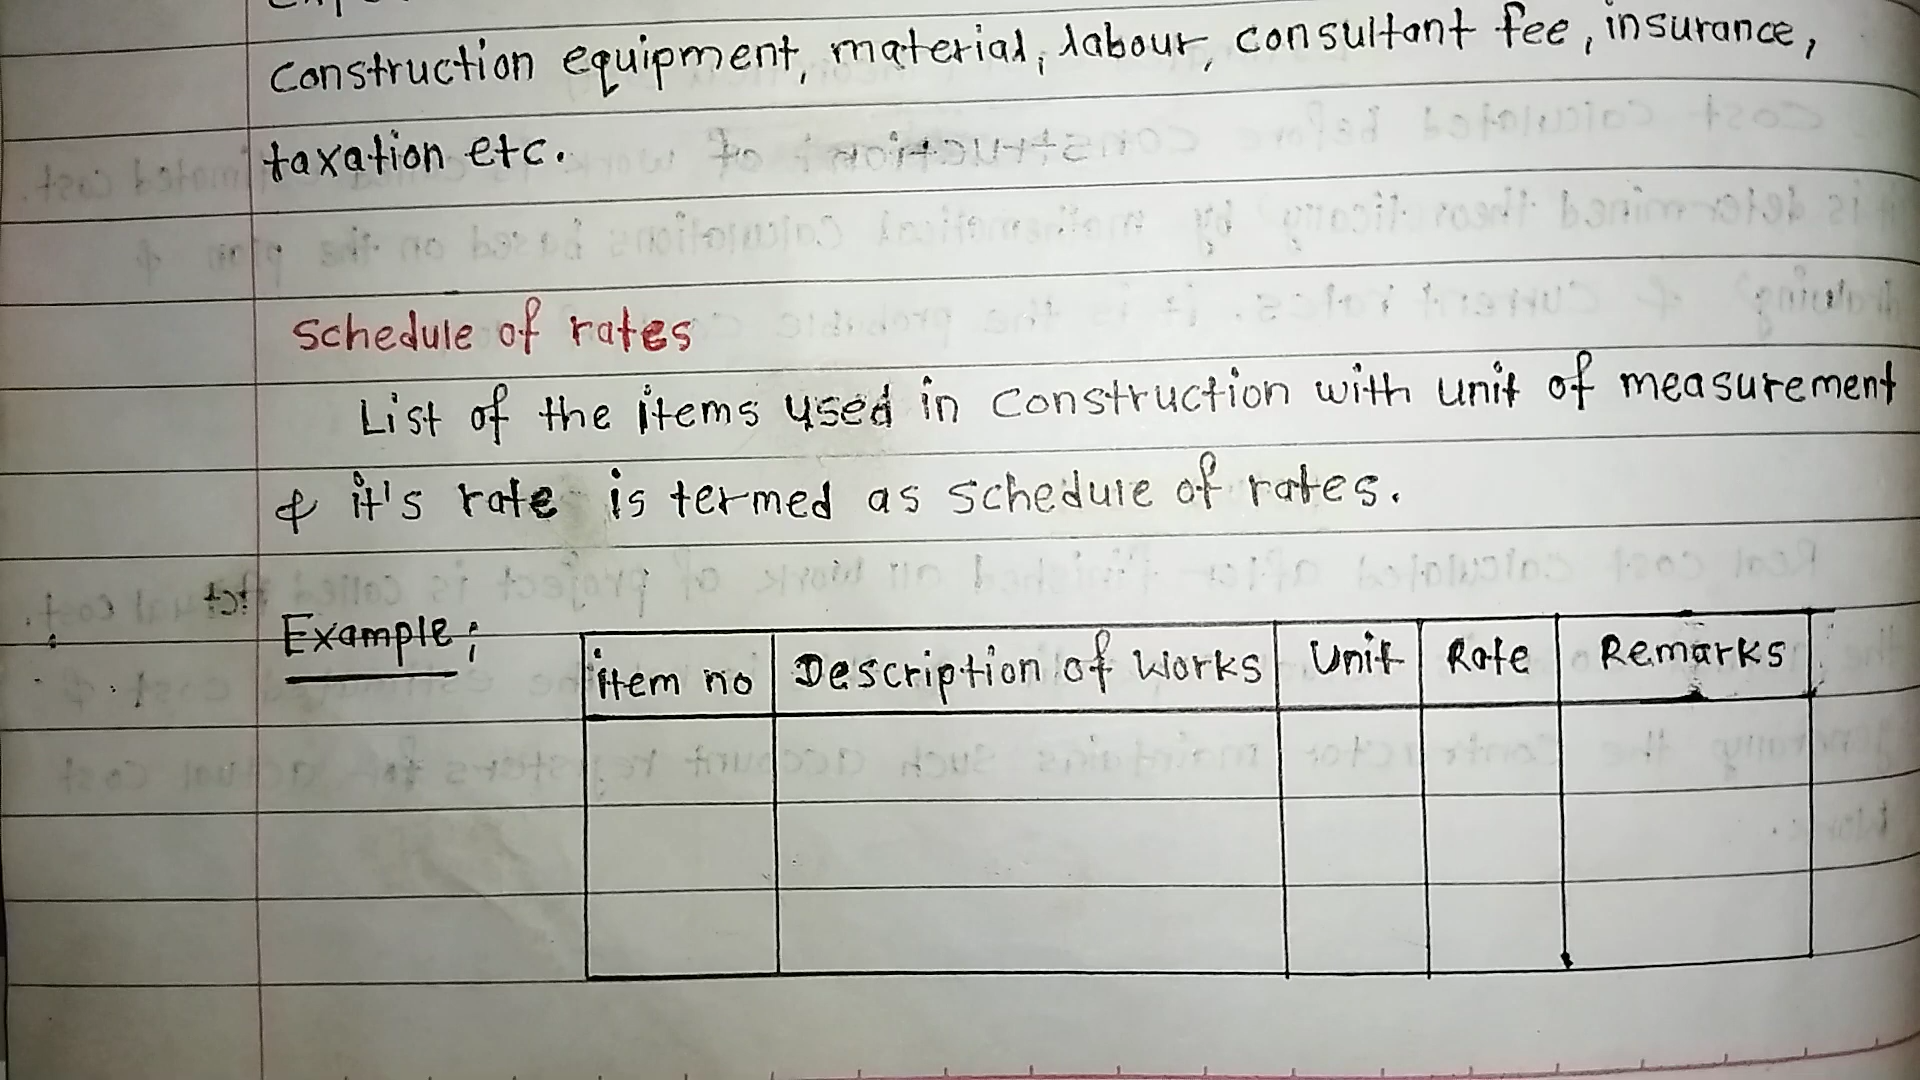 construction equipment, material, labour, consultant fee, insurance,
taxation etc.
Schedule of rates
List of the items used in construction with unit of measurement
& it's rate is termed as schedule of rates.
Example;
item no Description of works Unit Rate Remarks